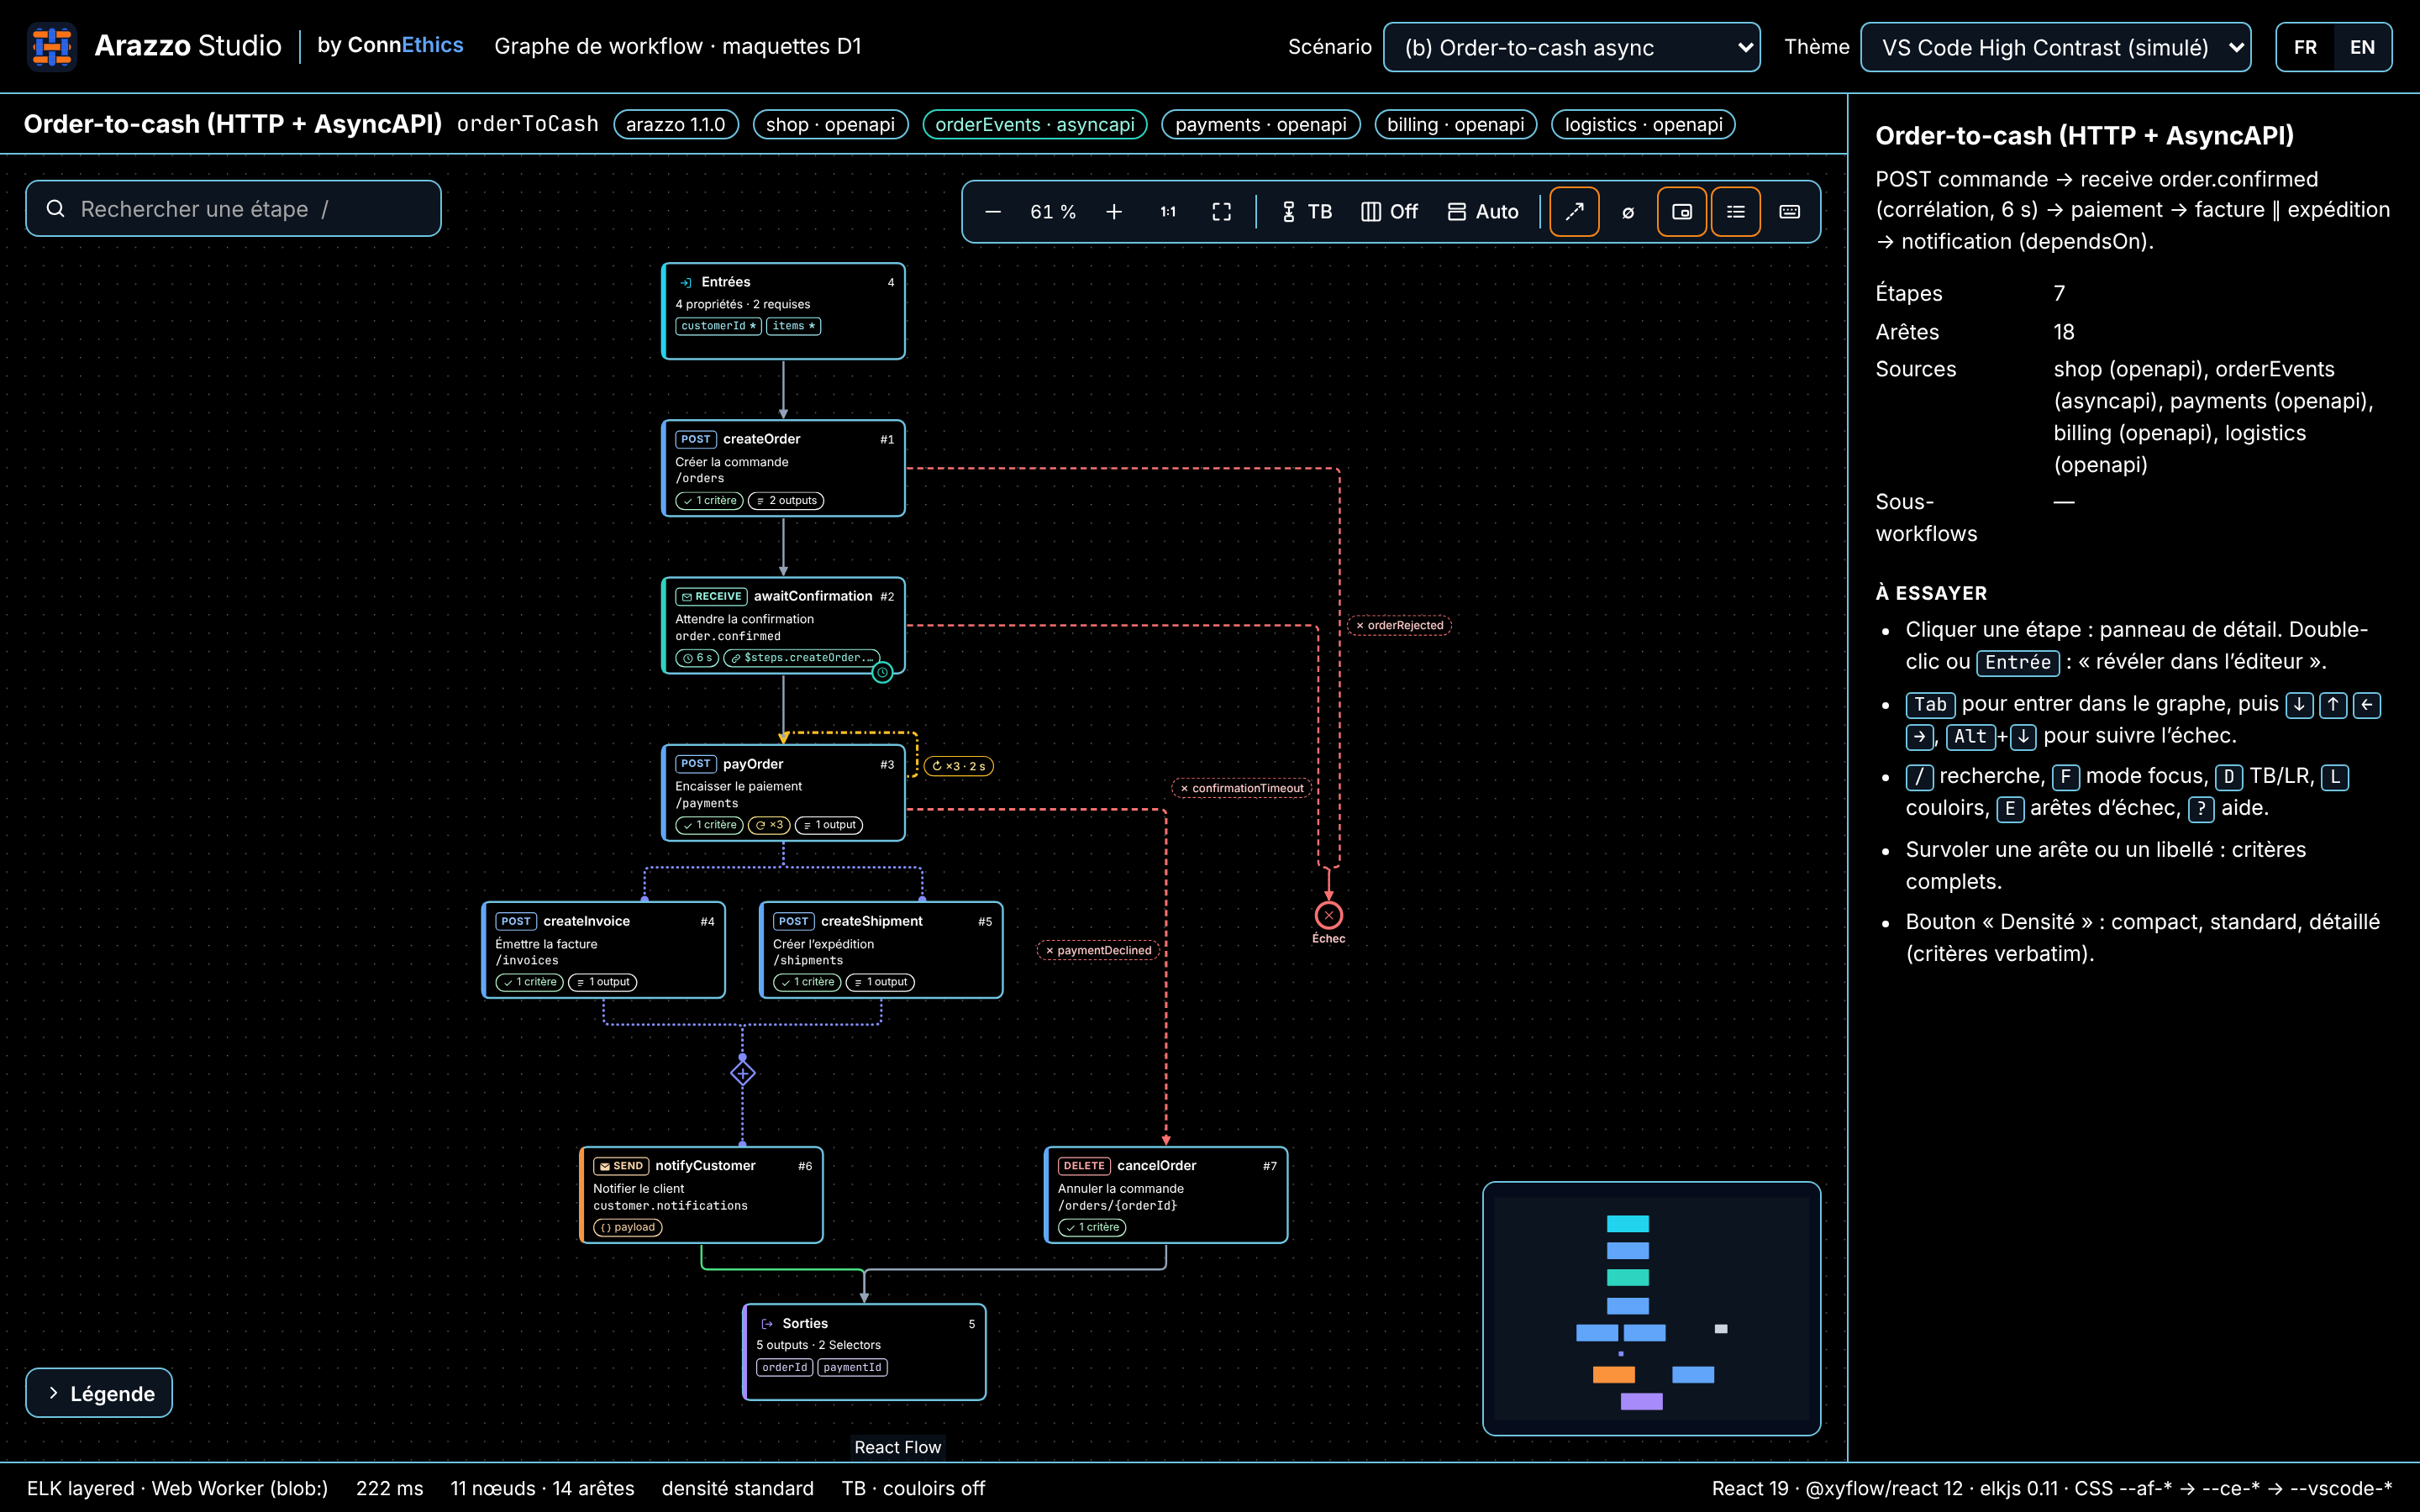 Arazzo Studio by ConnEthics Graphe de workflow · maquettes D1
Scénario (b) Order-to-cash async Thème VS Code High Contrast (simulé) FR EN
Order-to-cash (HTTP + AsyncAPI) orderToCash arazzo 1.1.0 shop · openapi orderEvents · asyncapi payments · openapi billing · openapi logistics · openapi
Rechercher une étape /
61 % 1:1 TB Off Auto
Entrées 4
4 propriétés · 2 requises
customerId * items *
POST createOrder #1
Créer la commande
/orders
1 critère 2 outputs
RECEIVE awaitConfirmation #2
Attendre la confirmation
order.confirmed
6 s $steps.createOrder.…
× orderRejected
POST payOrder #3
Encaisser le paiement
/payments
1 critère ×3 1 output
×3 · 2 s
× confirmationTimeout
POST createInvoice #4
Émettre la facture
/invoices
1 critère 1 output
POST createShipment #5
Créer l’expédition
/shipments
1 critère 1 output
× paymentDeclined
Échec
SEND notifyCustomer #6
Notifier le client
customer.notifications
{} payload
DELETE cancelOrder #7
Annuler la commande
/orders/{orderId}
1 critère
Sorties 5
5 outputs · 2 Selectors
orderId paymentId
Légende
React Flow
Order-to-cash (HTTP + AsyncAPI)
POST commande → receive order.confirmed
(corrélation, 6 s) → paiement → facture ∥ expédition
→ notification (dependsOn).
Étapes 7
Arêtes 18
Sources shop (openapi), orderEvents
(asyncapi), payments (openapi),
billing (openapi), logistics
(openapi)
Sous- —
workflows
À ESSAYER
• Cliquer une étape : panneau de détail. Double-
clic ou Entrée : « révéler dans l’éditeur ».
• Tab pour entrer dans le graphe, puis ↓ ↑ ←
→, Alt+↓ pour suivre l’échec.
• / recherche, F mode focus, D TB/LR, L
couloirs, E arêtes d’échec, ? aide.
• Survoler une arête ou un libellé : critères
complets.
• Bouton « Densité » : compact, standard, détaillé
(critères verbatim).
ELK layered · Web Worker (blob:) 222 ms 11 nœuds · 14 arêtes densité standard TB · couloirs off
React 19 · @xyflow/react 12 · elkjs 0.11 · CSS --af-* → --ce-* → --vscode-*